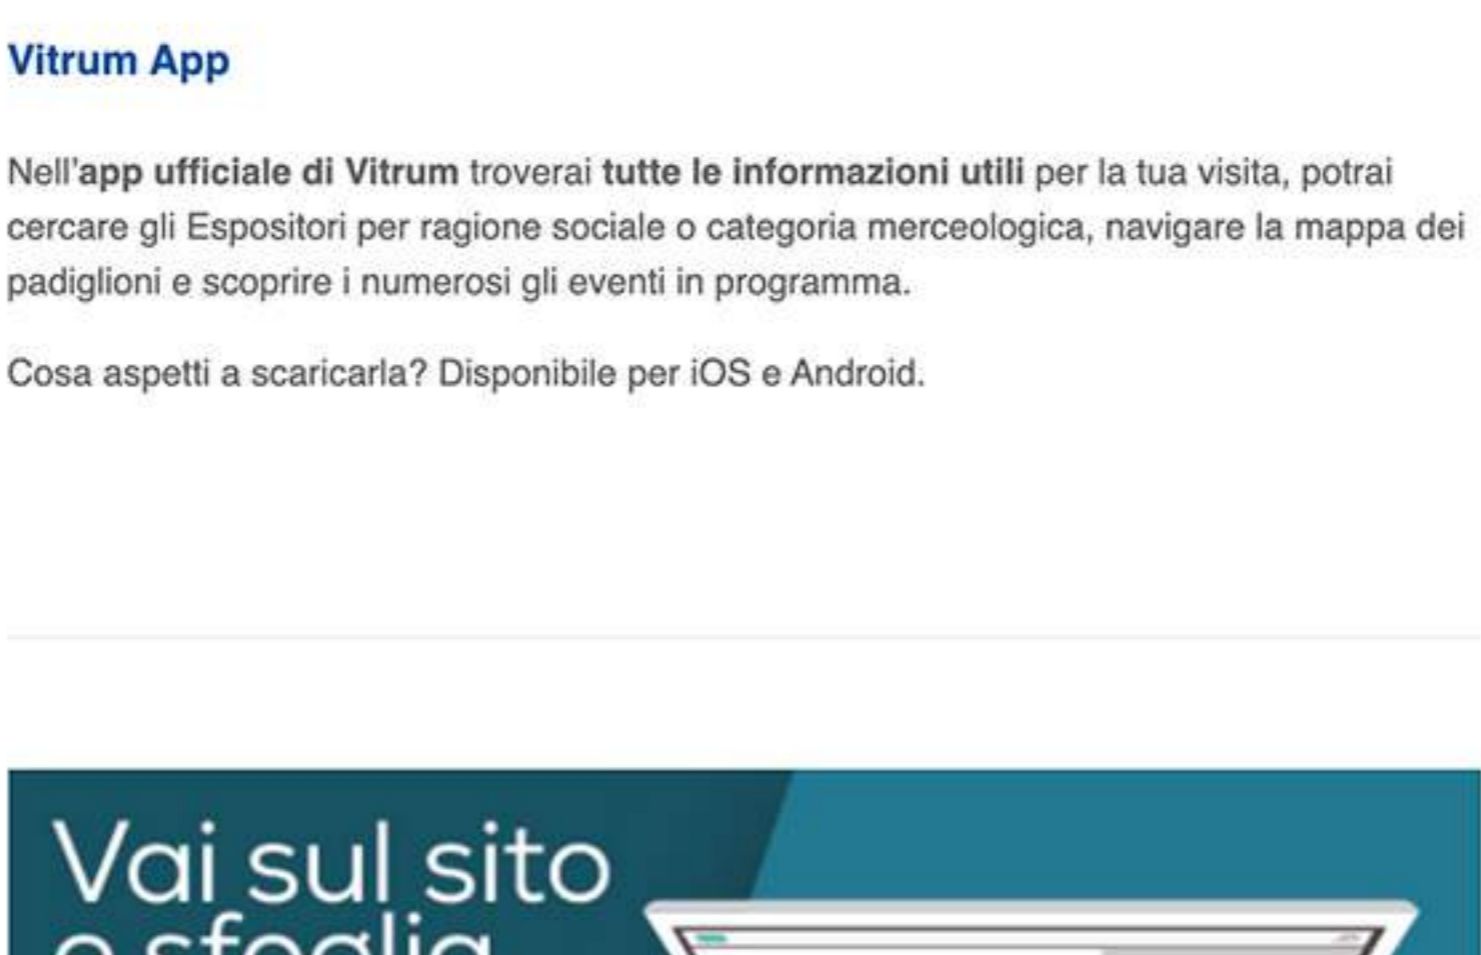 Vitrum App
Nell'app ufficiale di Vitrum troverai tutte le informazioni utili per la tua visita, potrai
cercare gli Espositori per ragione sociale o categoria merceologica, navigare la mappa dei
padiglioni e scoprire i numerosi gli eventi in programma.
Cosa aspetti a scaricarla? Disponibile per iOS e Android.
Vai sul sito
e sfoglia